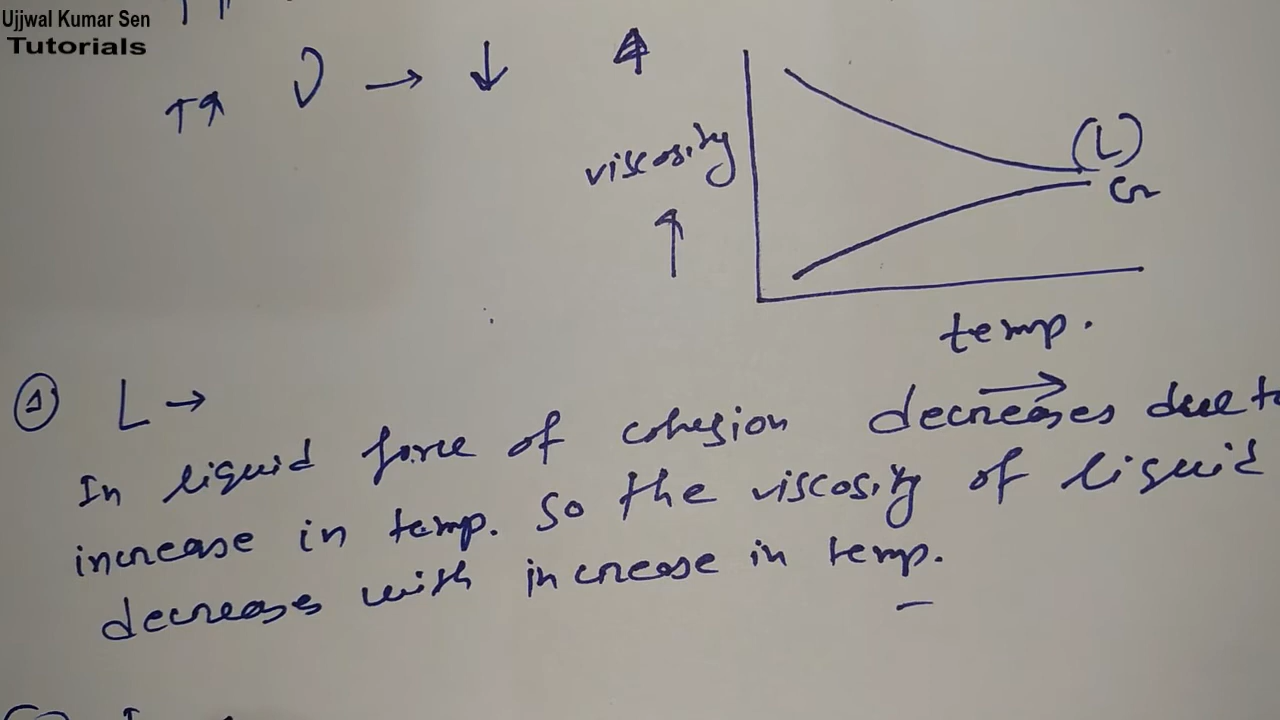 Ujjwal Kumar Sen
Tutorials
↑↑ ↓
viscosity
↑
(L)
G
temp.
→
① L →
In liquid force of cohesion decreases due to
increase in temp. So the viscosity of liquid
decreases with increase in temp.